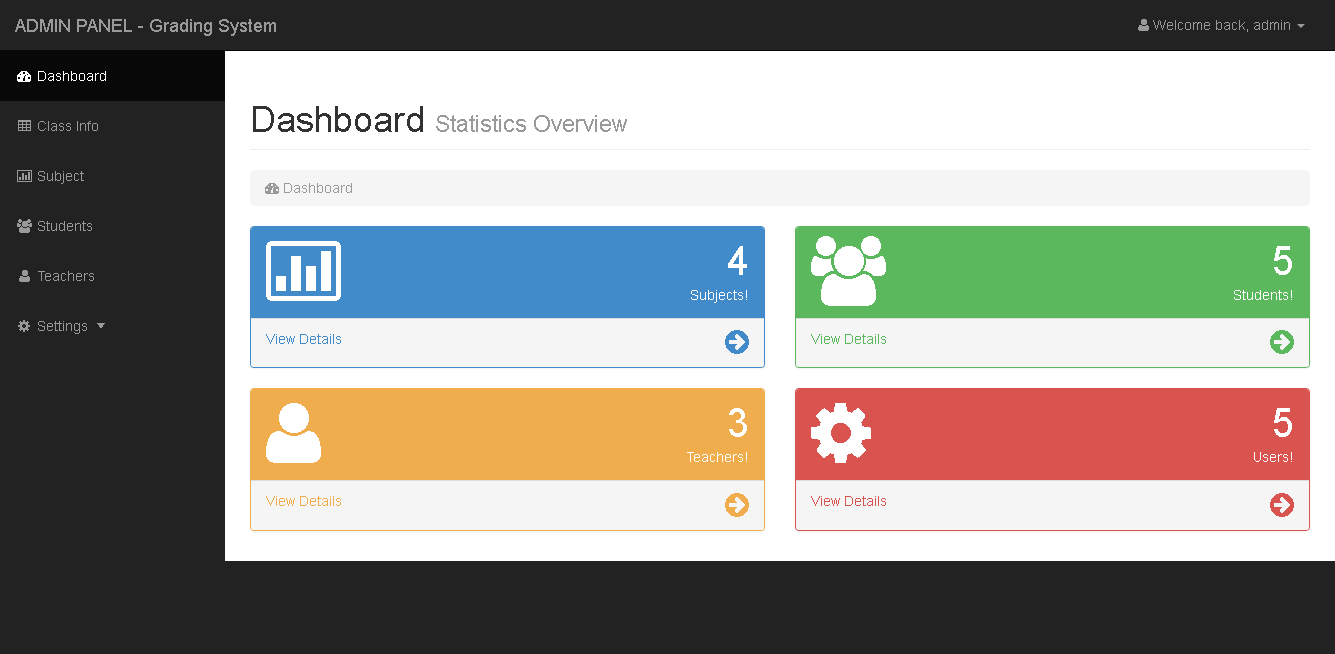 ADMIN PANEL - Grading System
Welcome back, admin
Dashboard
Class Info
Subject
Students
Teachers
Settings
Dashboard Statistics Overview
Dashboard
4
Subjects!
View Details
5
Students!
View Details
3
Teachers!
View Details
5
Users!
View Details